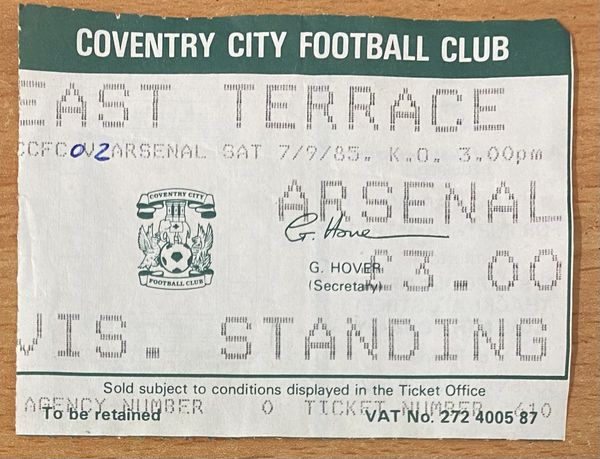 COVENTRY CITY FOOTBALL CLUB
EAST TERRACE
CCFC 0V2 ARSENAL SAT 7/9/85. K.O. 3.00pm
ARSENAL
COVENTRY CITY
FOOTBALL CLUB
G. Hover
G. HOVER £3.00
(Secretary)
VIS. STANDING
Sold subject to conditions displayed in the Ticket Office
AGENCY NUMBER 0 TICKET NUMBER 610
To be retained VAT No. 272 4005 87